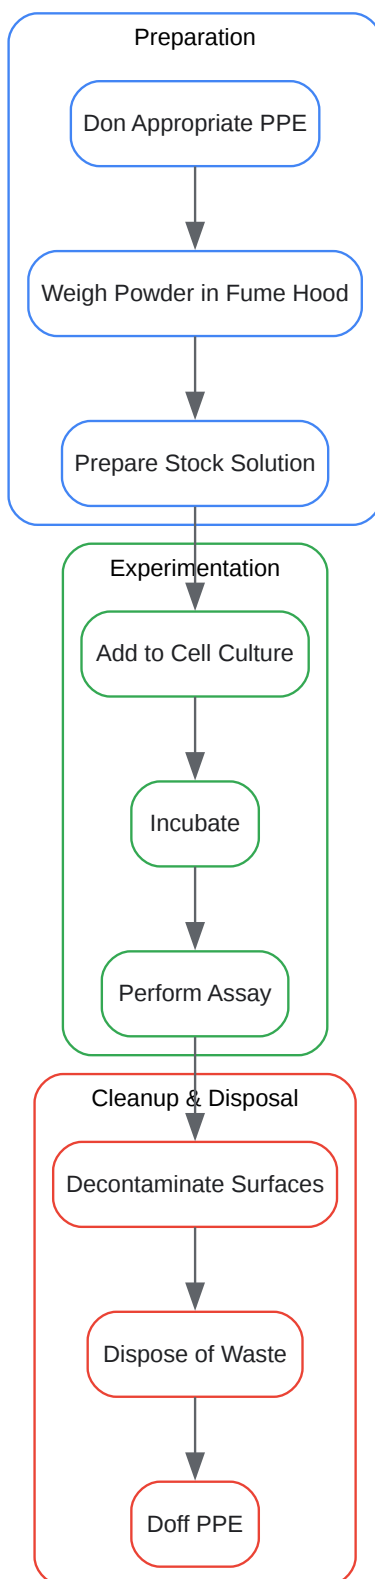 Preparation
Don Appropriate PPE
Weigh Powder in Fume Hood
Prepare Stock Solution
Experimentation
Add to Cell Culture
Incubate
Perform Assay
Cleanup & Disposal
Decontaminate Surfaces
Dispose of Waste
Doff PPE